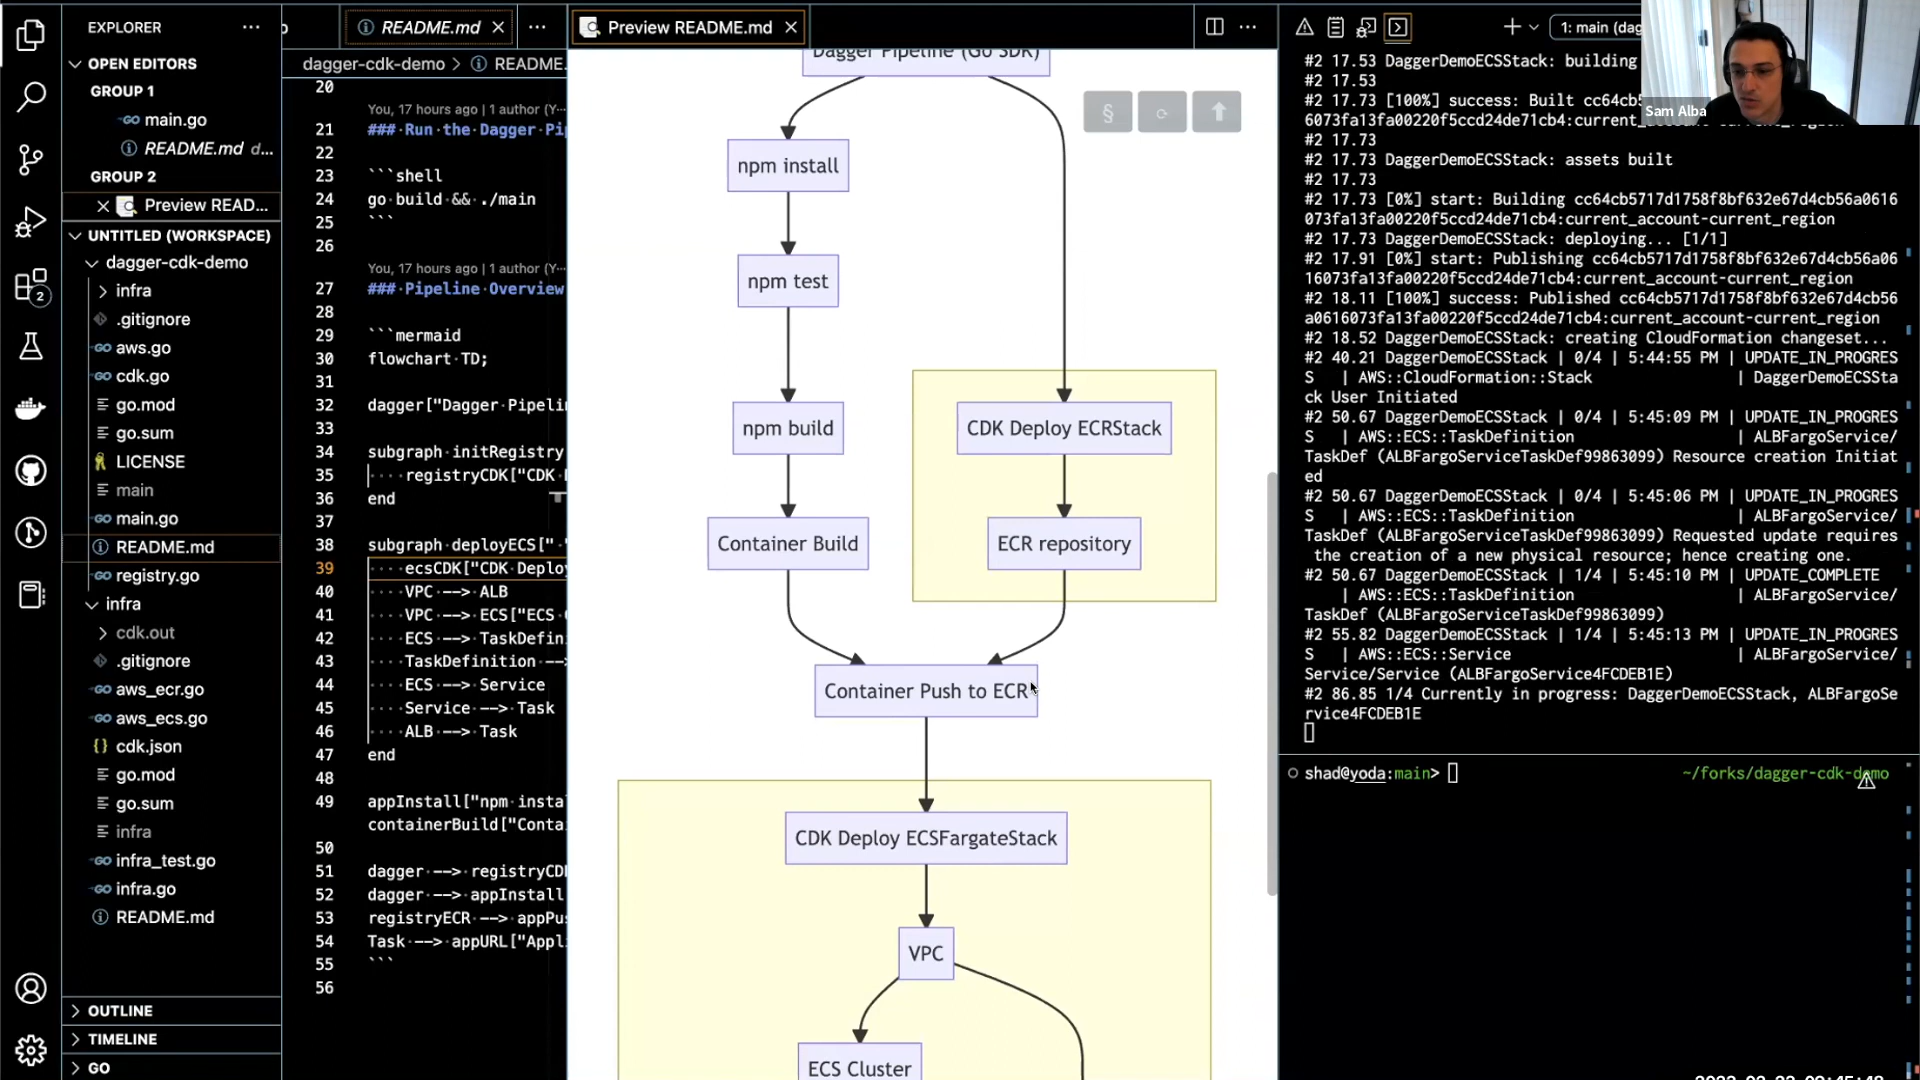 EXPLORER
OPEN EDITORS
GROUP 1
main.go
README.md d...
GROUP 2
Preview READ...
UNTITLED (WORKSPACE)
dagger-cdk-demo
infra
.gitignore
aws.go
cdk.go
go.mod
go.sum
LICENSE
main
main.go
README.md
registry.go
infra
cdk.out
.gitignore
aws_ecr.go
aws_ecs.go
cdk.json
go.mod
go.sum
infra
infra_test.go
infra.go
README.md
OUTLINE
TIMELINE
GO
2
README.md
dagger-cdk-demo > README.
20
You, 17 hours ago | 1 author (Y...
21 ### Run the Dagger Pip
22
23 ```shell
24 go build && ./main
25 ```
26
You, 17 hours ago | 1 author (Y...
27 ### Pipeline Overview
28
29 ```mermaid
30 flowchart TD;
31
32 dagger["Dagger Pipelin
33
34 subgraph initRegistry
35 registryCDK["CDK
36 end
37
38 subgraph deployECS["
39 ecsCDK["CDK Deploy
40 VPC --> ALB
41 VPC --> ECS["ECS
42 ECS --> TaskDefin
43 TaskDefinition -->
44 ECS --> Service
45 Service --> Task
46 ALB --> Task
47 end
48
49 appInstall["npm insta
containerBuild["Conta
50
51 dagger --> registryCD
52 dagger --> appInstall
53 registryECR --> appPus
54 Task --> appURL["Appl
55 ```
56
Preview README.md
Dagger Pipeline (Go SDK)
npm install
npm test
npm build
CDK Deploy ECRStack
Container Build
ECR repository
Container Push to ECR
CDK Deploy ECSFargateStack
VPC
ECS Cluster
1: main (dag
Sam Alba
#2 17.53 DaggerDemoECSStack: building
#2 17.53
#2 17.73 [100%] success: Built cc64cb5
6073fa13fa00220f5ccd24de71cb4:current_account-current_region
#2 17.73
#2 17.73 DaggerDemoECSStack: assets built
#2 17.73
#2 17.73 [0%] start: Building cc64cb5717d1758f8bf632e67d4cb56a0616
073fa13fa00220f5ccd24de71cb4:current_account-current_region
#2 17.73 DaggerDemoECSStack: deploying... [1/1]
#2 17.91 [0%] start: Publishing cc64cb5717d1758f8bf632e67d4cb56a06
16073fa13fa00220f5ccd24de71cb4:current_account-current_region
#2 18.11 [100%] success: Published cc64cb5717d1758f8bf632e67d4cb56
a0616073fa13fa00220f5ccd24de71cb4:current_account-current_region
#2 18.52 DaggerDemoECSStack: creating CloudFormation changeset...
#2 40.21 DaggerDemoECSStack | 0/4 | 5:44:55 PM | UPDATE_IN_PROGRES
S | AWS::CloudFormation::Stack | DaggerDemoECSSta
ck User Initiated
#2 50.67 DaggerDemoECSStack | 0/4 | 5:45:09 PM | UPDATE_IN_PROGRES
S | AWS::ECS::TaskDefinition | ALBFargoService/
TaskDef (ALBFargoServiceTaskDef99863099) Resource creation Initiat
ed
#2 50.67 DaggerDemoECSStack | 0/4 | 5:45:06 PM | UPDATE_IN_PROGRES
S | AWS::ECS::TaskDefinition | ALBFargoService/
TaskDef (ALBFargoServiceTaskDef99863099) Requested update requires
the creation of a new physical resource; hence creating one.
#2 50.67 DaggerDemoECSStack | 1/4 | 5:45:10 PM | UPDATE_COMPLETE
| AWS::ECS::TaskDefinition | ALBFargoService/
TaskDef (ALBFargoServiceTaskDef99863099)
#2 55.82 DaggerDemoECSStack | 1/4 | 5:45:13 PM | UPDATE_IN_PROGRES
S | AWS::ECS::Service | ALBFargoService/
Service/Service (ALBFargoService4FCDEB1E)
#2 86.85 1/4 Currently in progress: DaggerDemoECSStack, ALBFargoSe
rvice4FCDEB1E
shad@yoda:main> ~/forks/dagger-cdk-demo